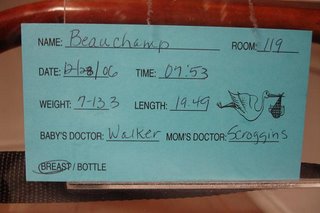 NAME: Beauchamp ROOM: 119
DATE: 12/28/06 TIME: 07:53
WEIGHT: 7-13.3 LENGTH: 19.49
BABY'S DOCTOR: Walker MOM'S DOCTOR: Scroggins
BREAST / BOTTLE